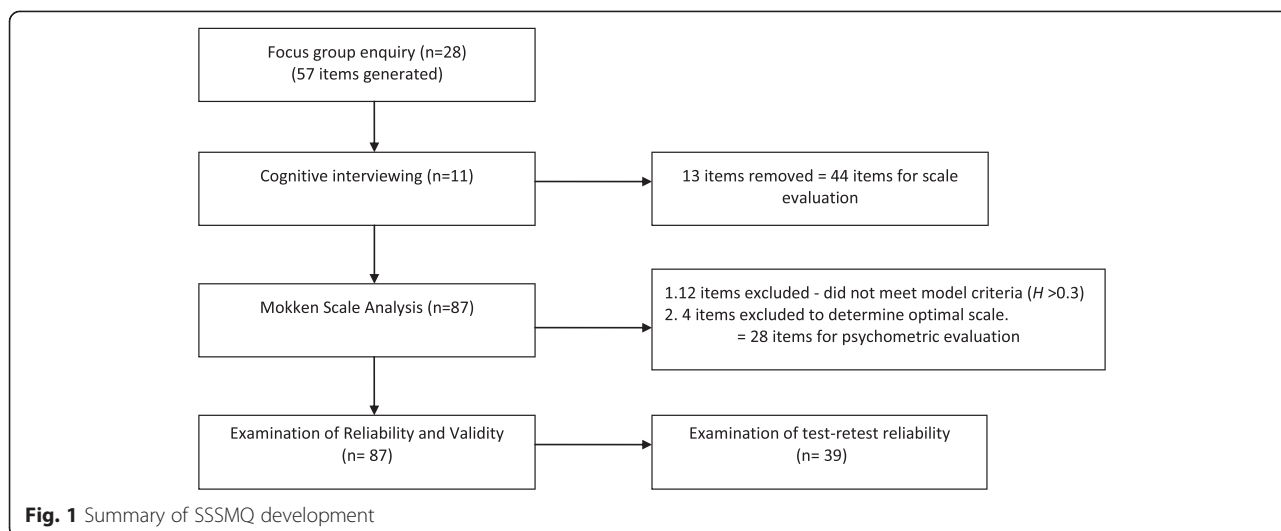 Focus group enquiry (n=28)
(57 items generated)
Cognitive interviewing (n=11)
13 items removed = 44 items for scale
evaluation
Mokken Scale Analysis (n=87)
1.12 items excluded - did not meet model criteria (H >0.3)
2. 4 items excluded to determine optimal scale.
= 28 items for psychometric evaluation
Examination of Reliability and Validity
(n= 87)
Examination of test-retest reliability
(n= 39)
Fig. 1 Summary of SSSMQ development